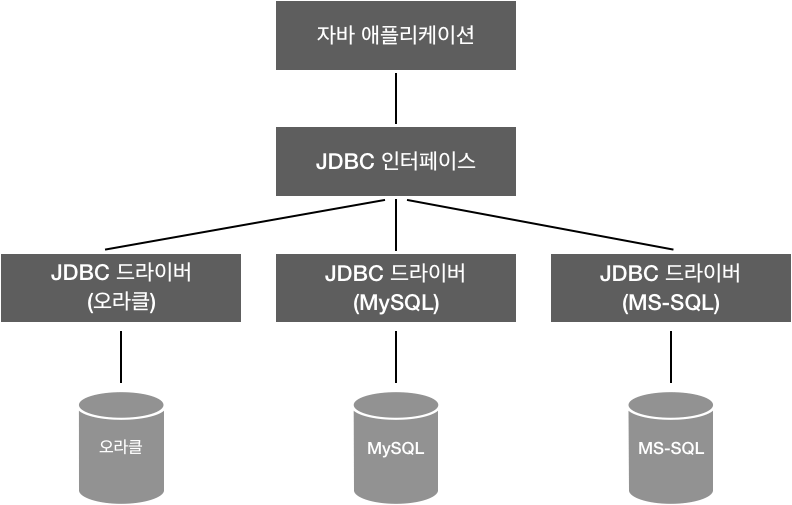 자바 애플리케이션
JDBC 인터페이스
JDBC 드라이버
(오라클)
JDBC 드라이버
(MySQL)
JDBC 드라이버
(MS-SQL)
오라클
MySQL
MS-SQL